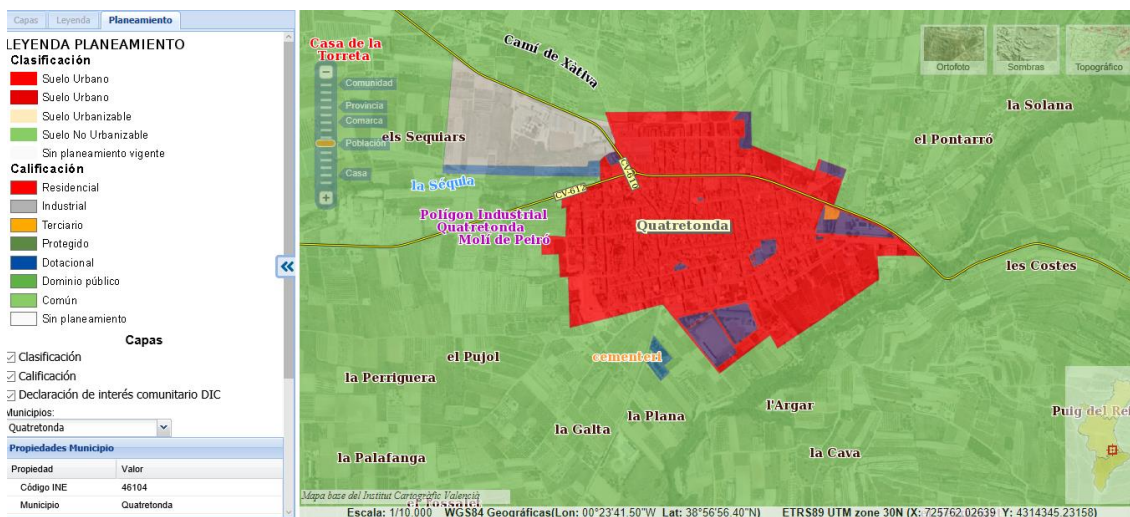 Capas Leyenda Planeamiento
LEYENDA PLANEAMIENTO
Clasificación
Suelo Urbano
Suelo Urbano
Suelo Urbanizable
Suelo No Urbanizable
Sin planeamiento vigente
Calificación
Residencial
Industrial
Terciario
Protegido
Dotacional
Dominio público
Común
Sin planeamiento
Capas
Clasificación
Calificación
Declaración de interés comunitario DIC
Municipios:
Quatretonda
Propiedades Municipio
Propiedad Valor
Código INE 46104
Municipio Quatretonda
Casa de la
Torreta
Camí de Xàtiva
Comunidad
Provincia
Comarca
Población
Casa
Ortofoto Sombras Topográfico
la Solana
el Pontarró
els Sequiars
la Séquia
CV-612
CV-610
Polígon Industrial
Quatretonda
Molí de Peiró
Quatretonda
les Costes
el Pujol
cementeri
la Perriguera
la Plana
l'Argar
Puig del Rei
la Galta
la Palafanga
la Cava
Mapa base del Institut Cartogràfic Valencià
Escala: 1/10.000 WGS84 Geográficas(Lon: 00°23'41.50"W Lat: 38°56'56.40"N) ETRS89 UTM zone 30N (X: 725762.02639 Y: 4314345.23158)